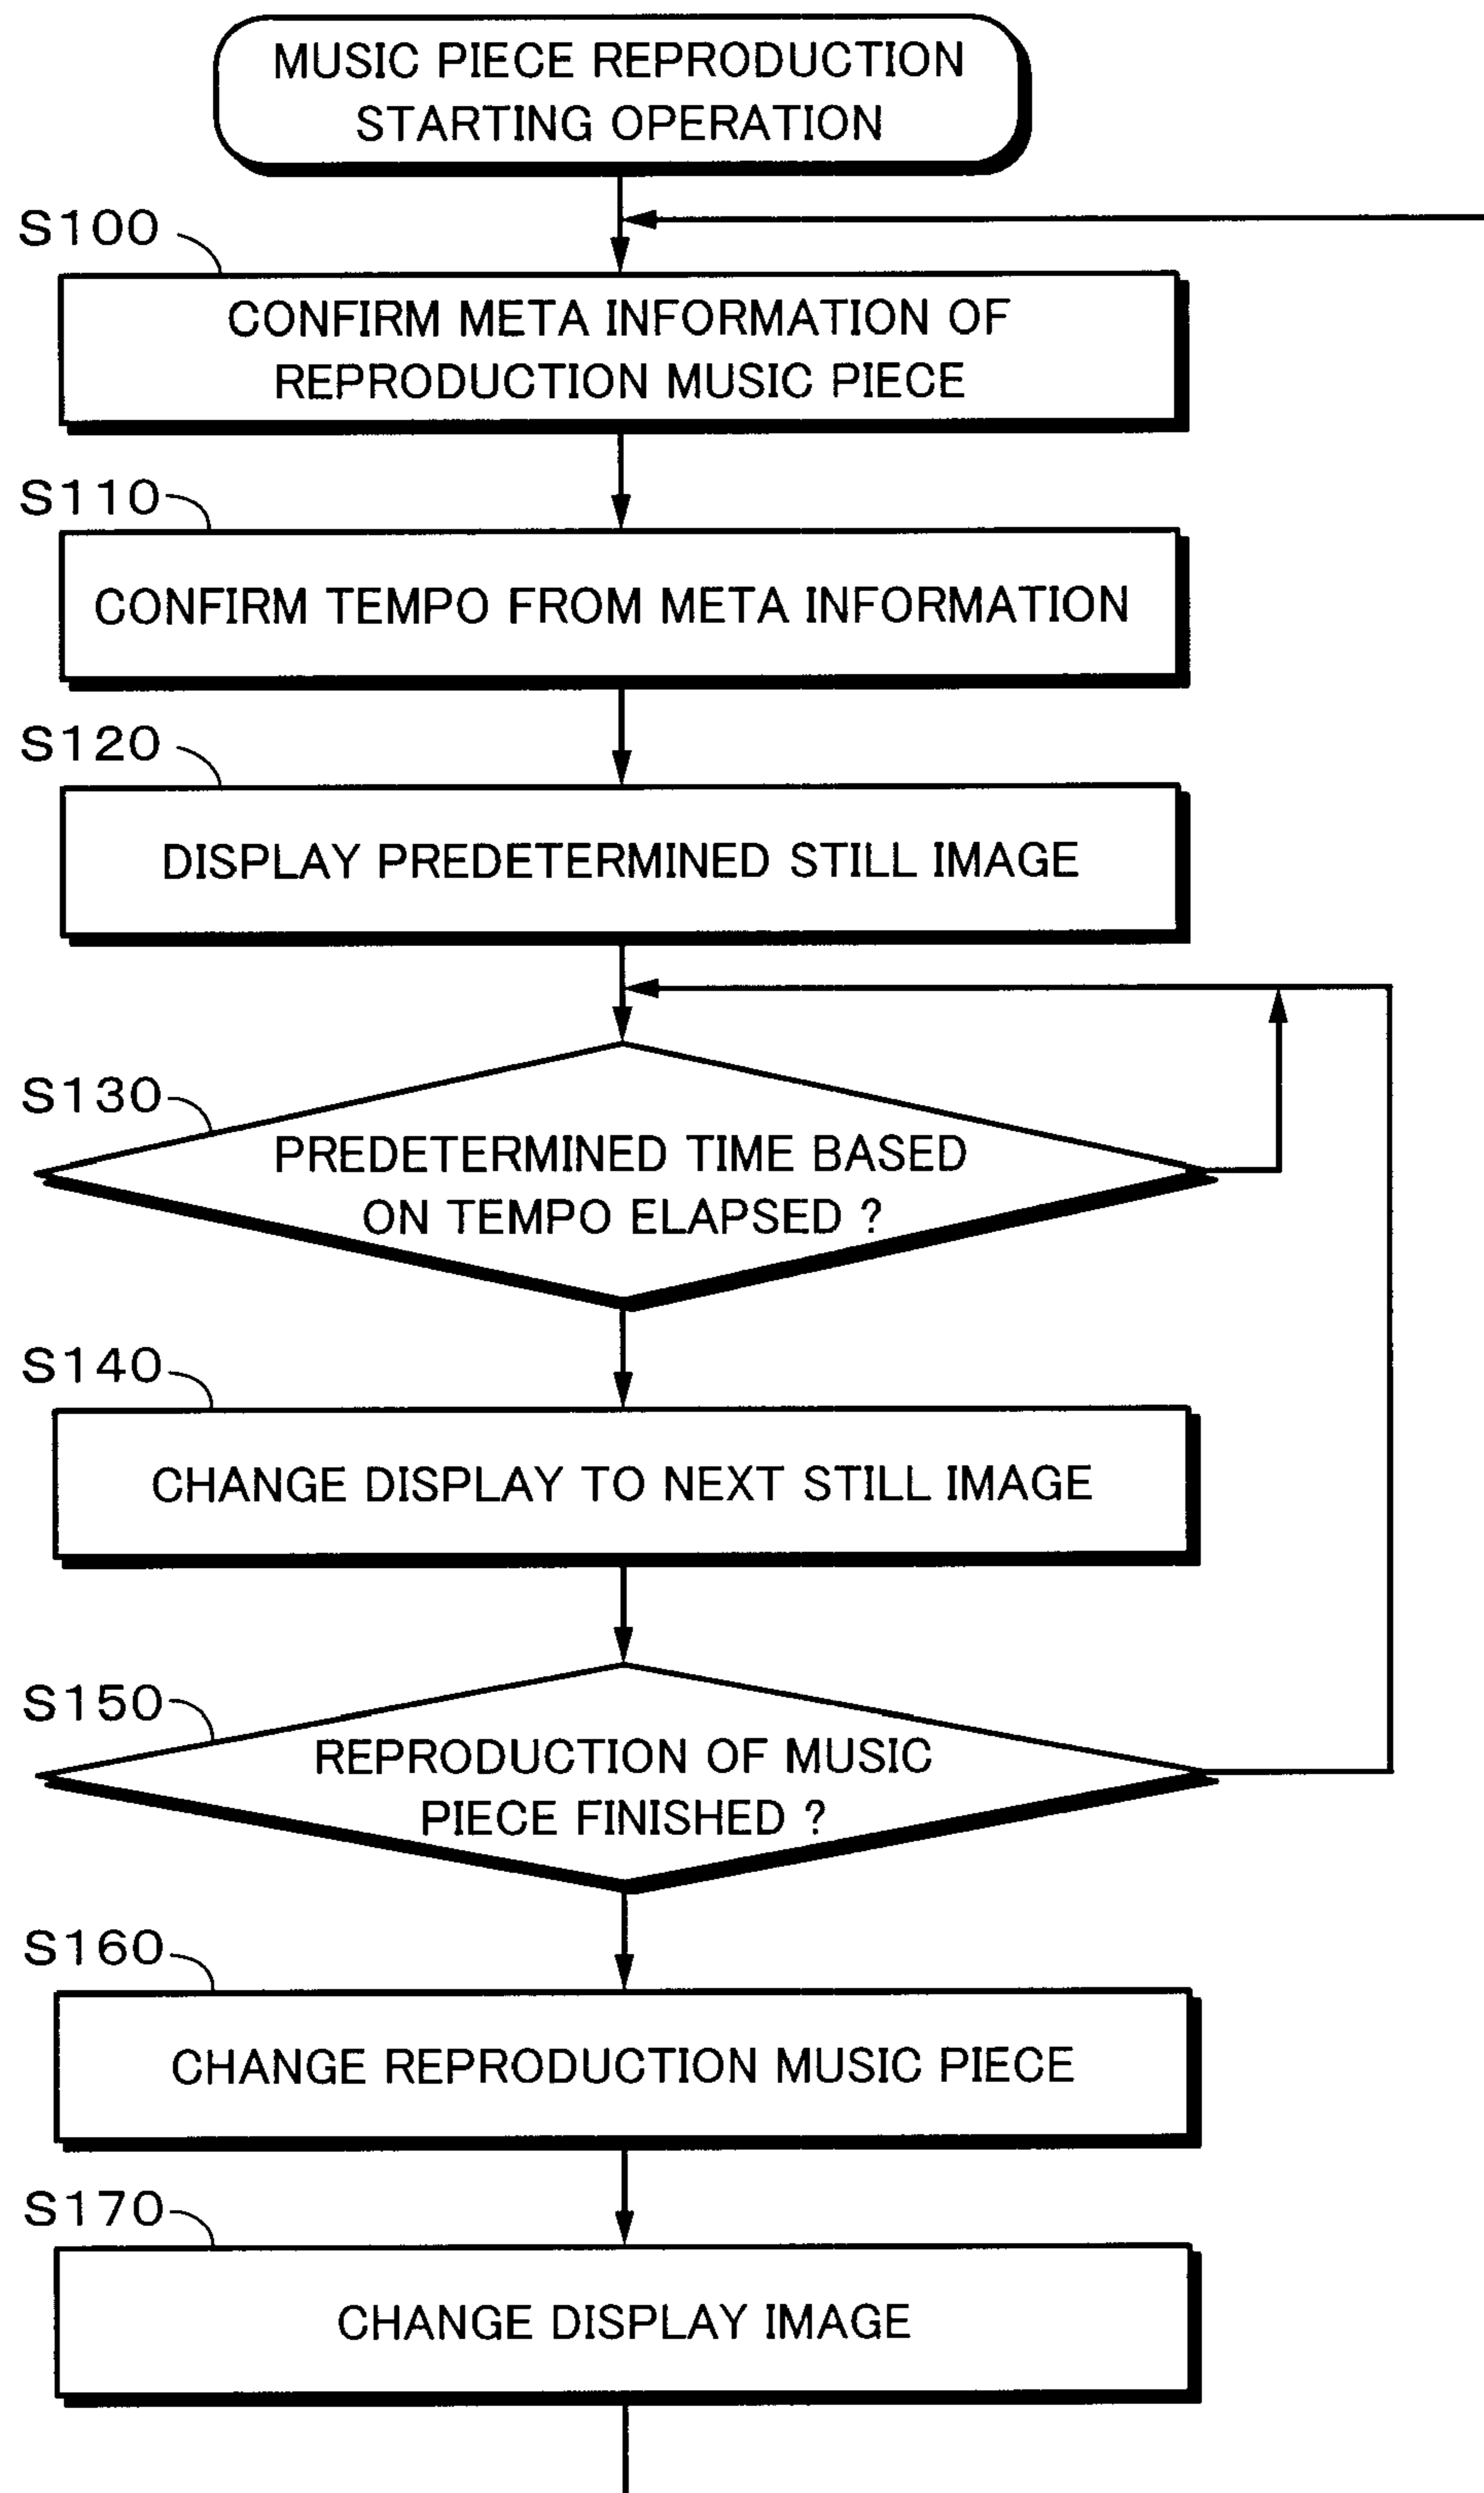 MUSIC PIECE REPRODUCTION
STARTING OPERATION
S100
CONFIRM META INFORMATION OF
REPRODUCTION MUSIC PIECE
S110
CONFIRM TEMPO FROM META INFORMATION
S120
DISPLAY PREDETERMINED STILL IMAGE
S130
PREDETERMINED TIME BASED
ON TEMPO ELAPSED ?
S140
CHANGE DISPLAY TO NEXT STILL IMAGE
S150
REPRODUCTION OF MUSIC
PIECE FINISHED ?
S160
CHANGE REPRODUCTION MUSIC PIECE
S170
CHANGE DISPLAY IMAGE